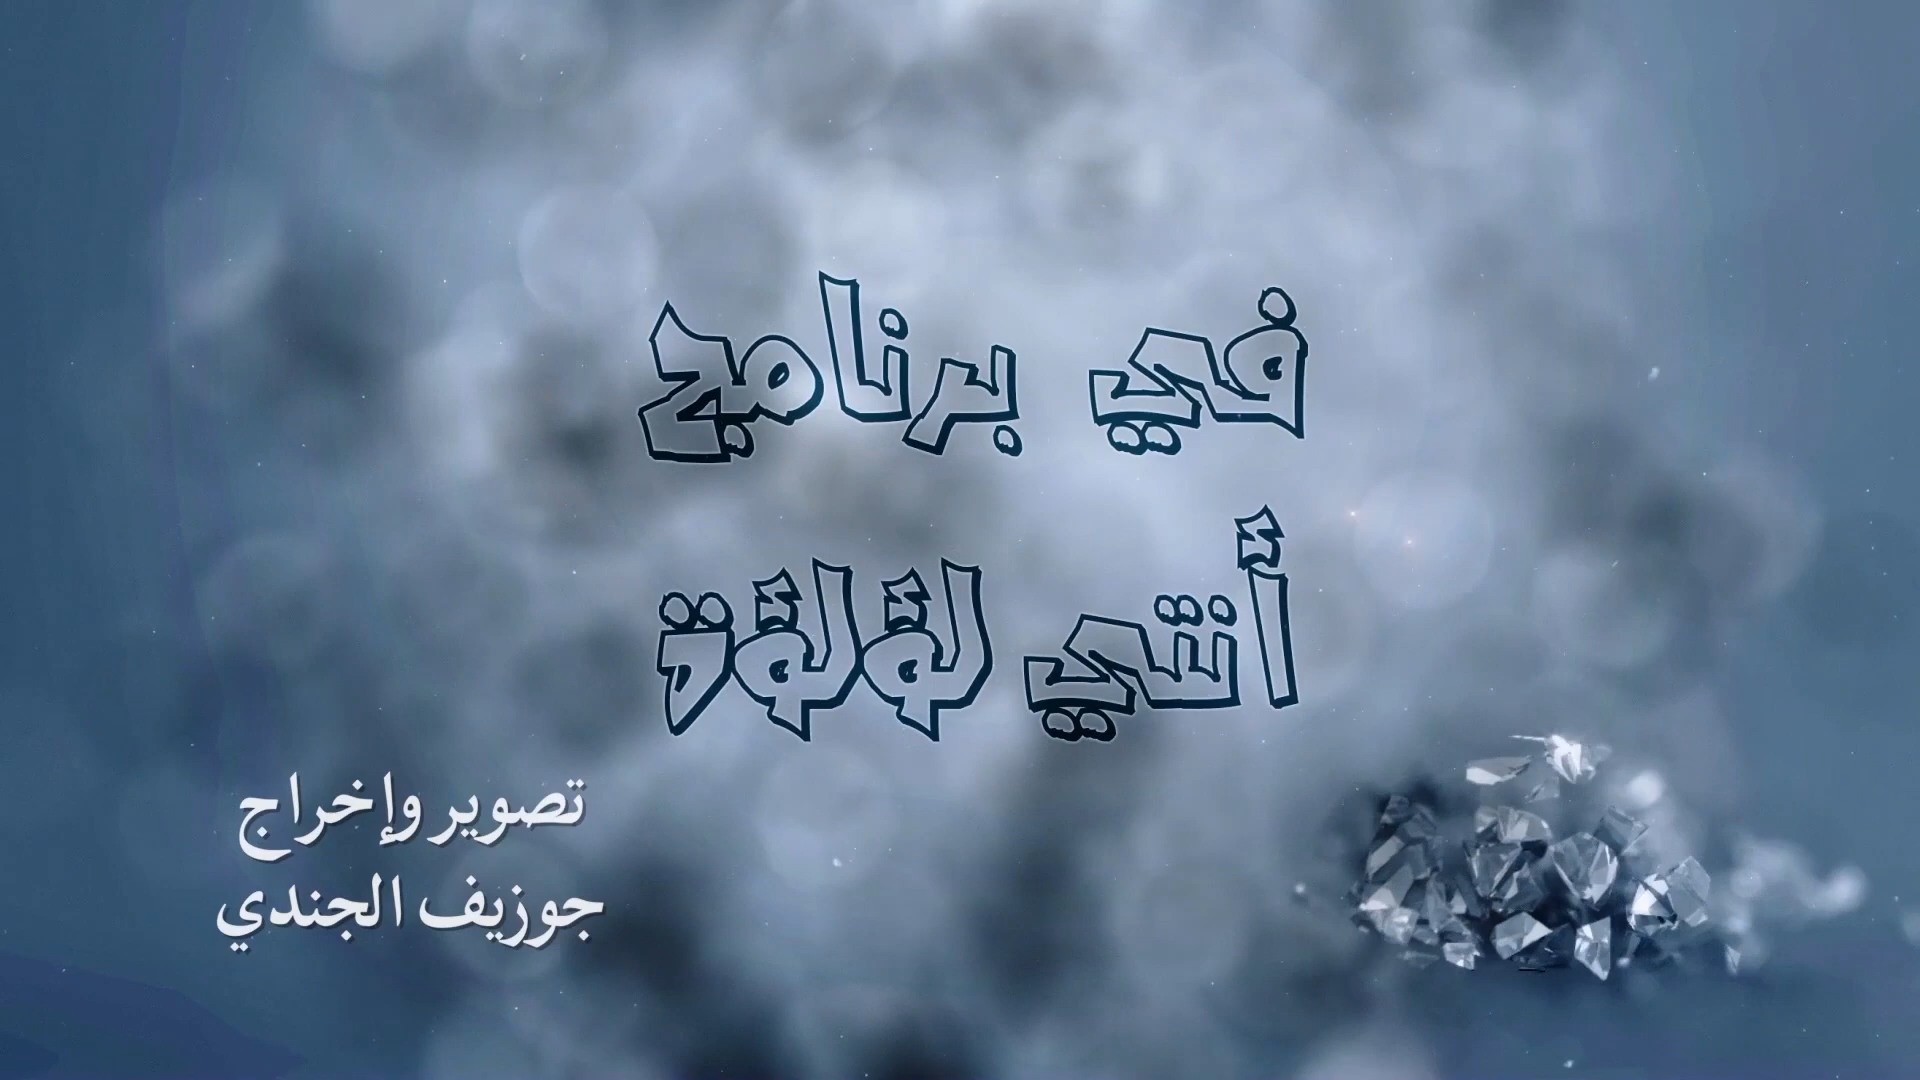 في برنامج
أنتي لؤلؤة
تصوير وإخراج
جوزيف الجندي